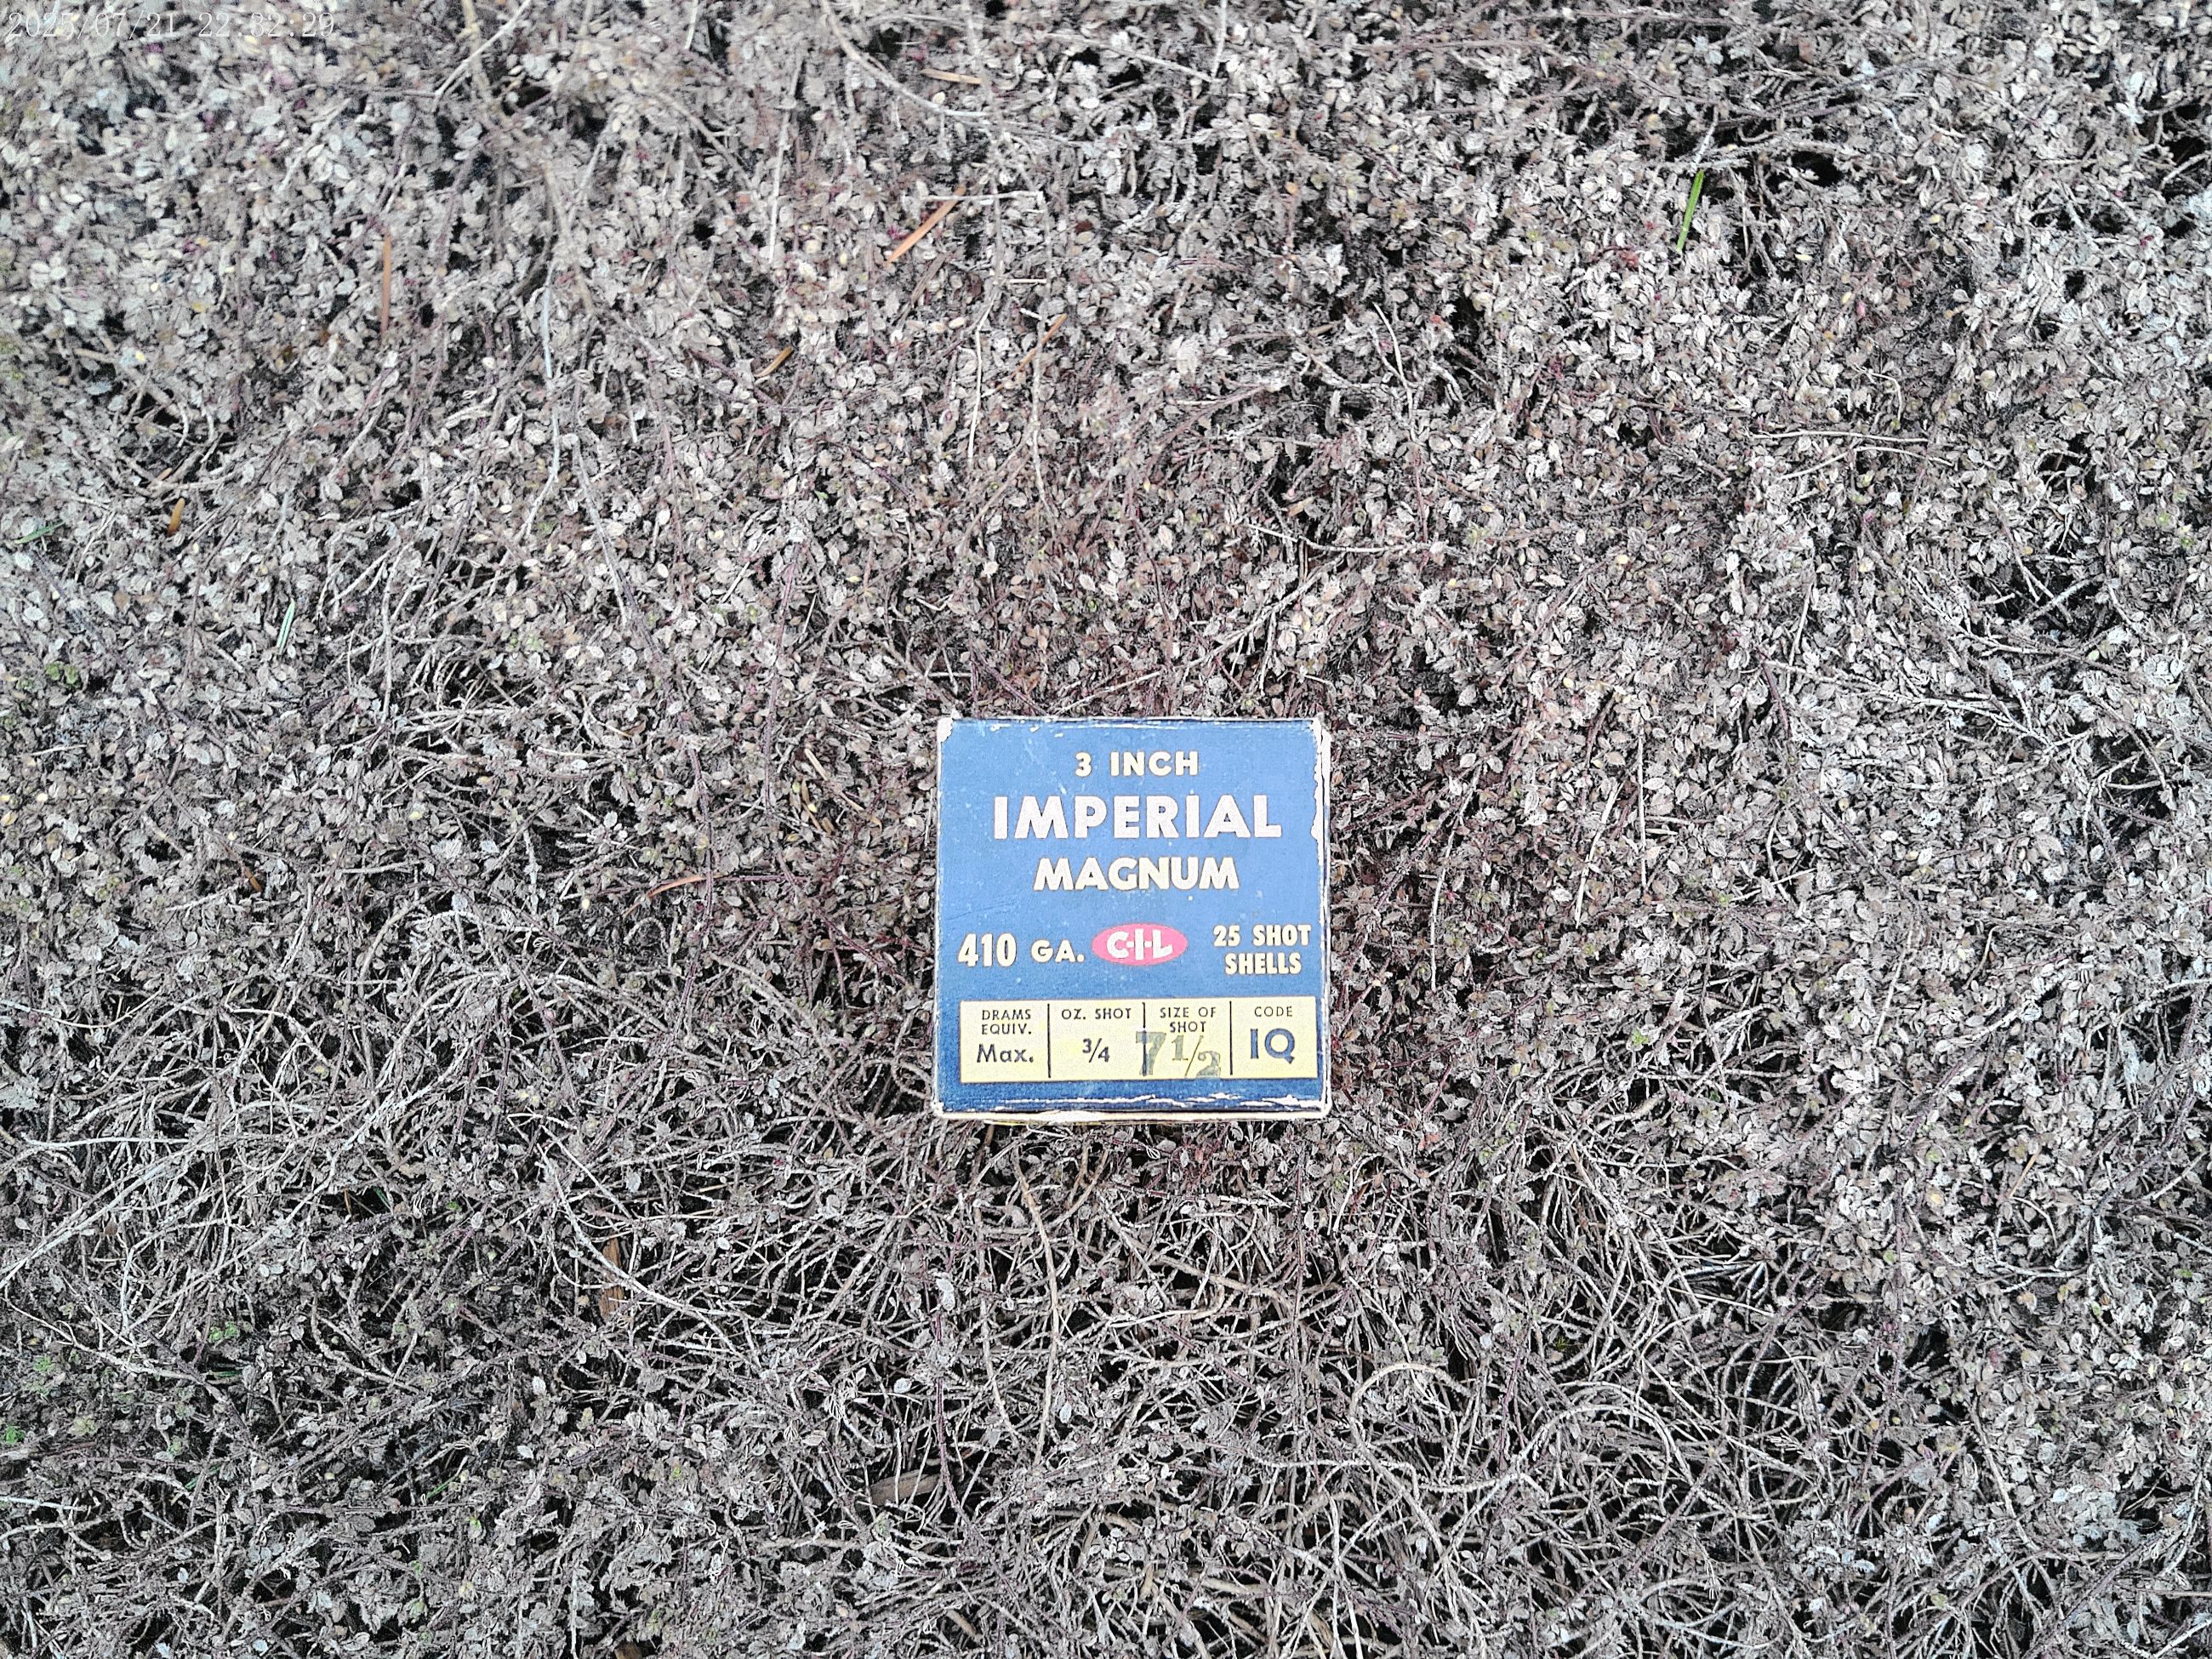 2025/07/21 22:32:29
3 INCH
IMPERIAL
MAGNUM
410 GA. C-I-L 25 SHOT SHELLS
DRAMS EQUIV. OZ. SHOT SIZE OF SHOT CODE
Max. 3/4 7 1/2 IQ